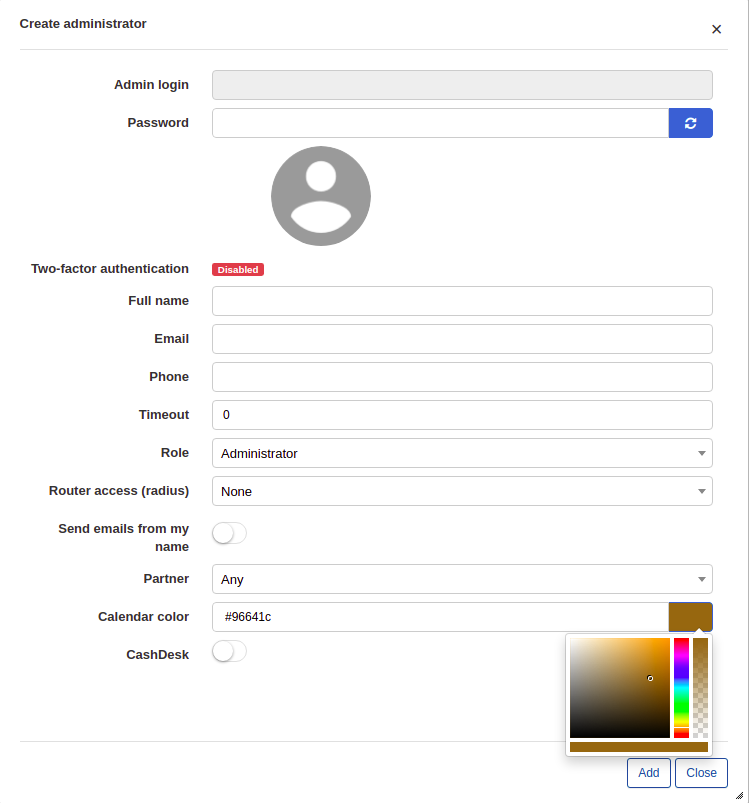 Create administrator
×
Admin login
Password
Two-factor authentication Disabled
Full name
Email
Phone
Timeout 0
Role Administrator
Router access (radius) None
Send emails from my
name
Partner Any
Calendar color #96641c
CashDesk
Add Close